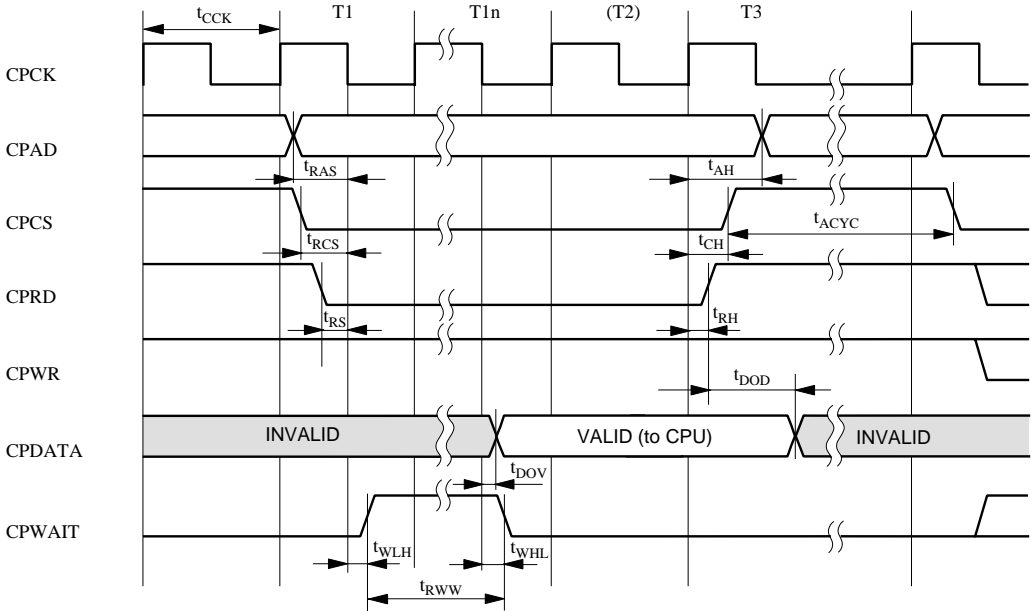 tCCK T1 T1n (T2) T3
CPCK
CPAD
tRAS tAH
CPCS
tRCS tCH tACYC
CPRD
tRS tRH
CPWR
tDOD
CPDATA INVALID VALID (to CPU) INVALID
tDOV
CPWAIT
tWLH tWHL
tRWW